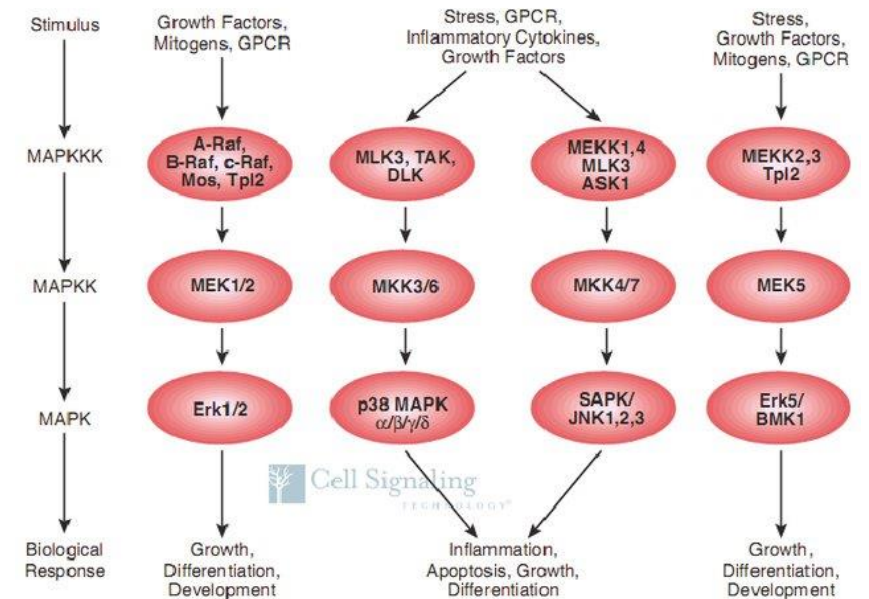 Stimulus
Growth Factors,
Mitogens, GPCR
Stress, GPCR,
Inflammatory Cytokines,
Growth Factors
Stress,
Growth Factors,
Mitogens, GPCR
MAPKKK
A-Raf,
B-Raf, c-Raf,
Mos, Tpl2
MLK3, TAK,
DLK
MEKK1,4
MLK3
ASK1
MEKK2,3
Tpl2
MAPKK
MEK1/2
MKK3/6
MKK4/7
MEK5
MAPK
Erk1/2
p38 MAPK
α/β/γ/δ
SAPK/
JNK1,2,3
Erk5/
BMK1
Cell Signaling
TECHNOLOGY®
Biological
Response
Growth,
Differentiation,
Development
Inflammation,
Apoptosis, Growth,
Differentiation
Growth,
Differentiation,
Development